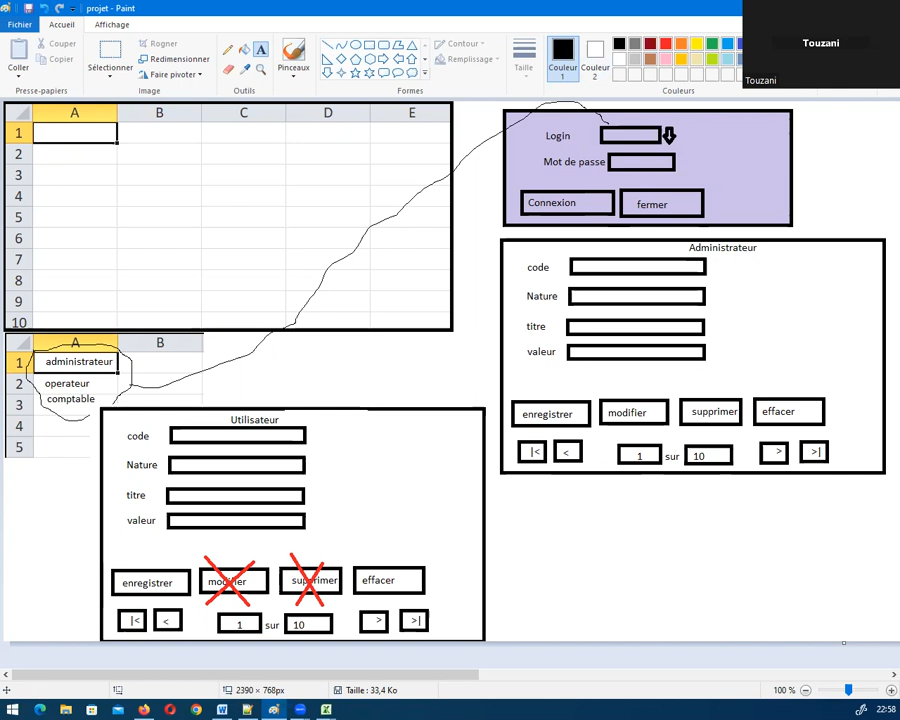 projet - Paint
Fichier
Accueil
Affichage
Coller
Couper
Copier
Presse-papiers
Sélectionner
Rogner
Redimensionner
Faire pivoter
Image
A
Outils
Pinceaux
Contour
Remplissage
Formes
Taille
Couleur
1
Couleur
2
Couleurs
Touzani
Touzani
A B C D E
1
2
3
4
5
6
7
8
9
10
A B
1 administrateur
2 operateur
3 comptable
4
5
Login
Mot de passe
Connexion fermer
Administrateur
code
Nature
titre
valeur
enregistrer modifier supprimer effacer
|< < 1 sur 10 > >|
Utilisateur
code
Nature
titre
valeur
enregistrer modifier supprimer effacer
|< < 1 sur 10 > >|
2390 × 768px
Taille : 33,4 Ko
100 %
22:58